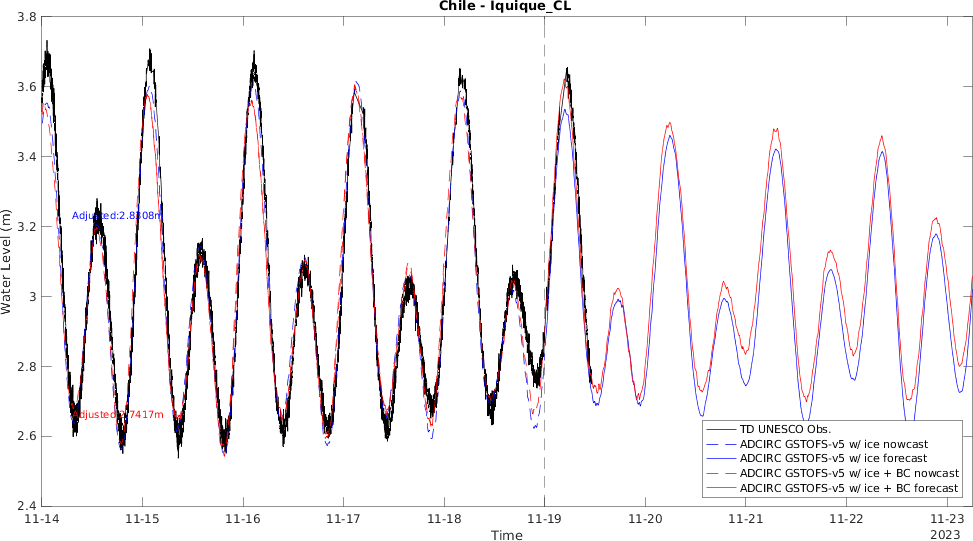 Chile - Iquique_CL
3.8
3.6
3.4
3.2
3
2.8
2.6
2.4
Water Level (m)
Adjusted:2.8308m
Adjusted:2.7417m
TD UNESCO Obs.
ADCIRC GSTOFS-v5 w/ ice nowcast
ADCIRC GSTOFS-v5 w/ ice forecast
ADCIRC GSTOFS-v5 w/ ice + BC nowcast
ADCIRC GSTOFS-v5 w/ ice + BC forecast
11-14 11-15 11-16 11-17 11-18 11-19 11-20 11-21 11-22 11-23
Time
2023